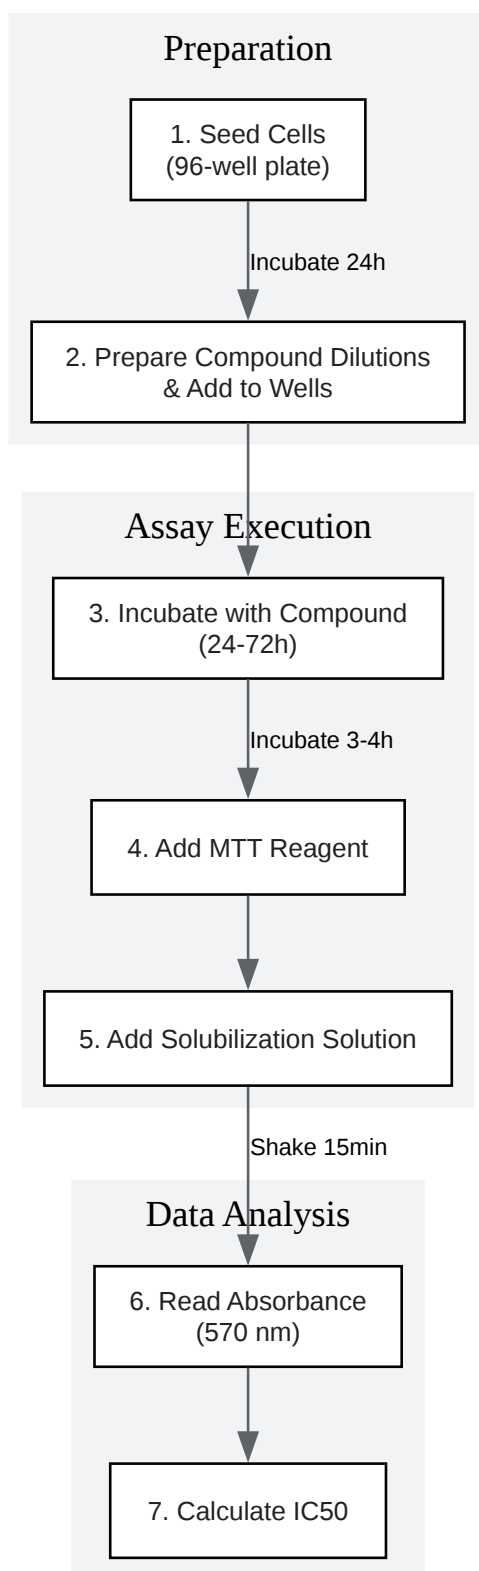 Preparation
1. Seed Cells
(96-well plate)
Incubate 24h
2. Prepare Compound Dilutions
& Add to Wells
Assay Execution
3. Incubate with Compound
(24-72h)
Incubate 3-4h
4. Add MTT Reagent
5. Add Solubilization Solution
Shake 15min
Data Analysis
6. Read Absorbance
(570 nm)
7. Calculate IC50